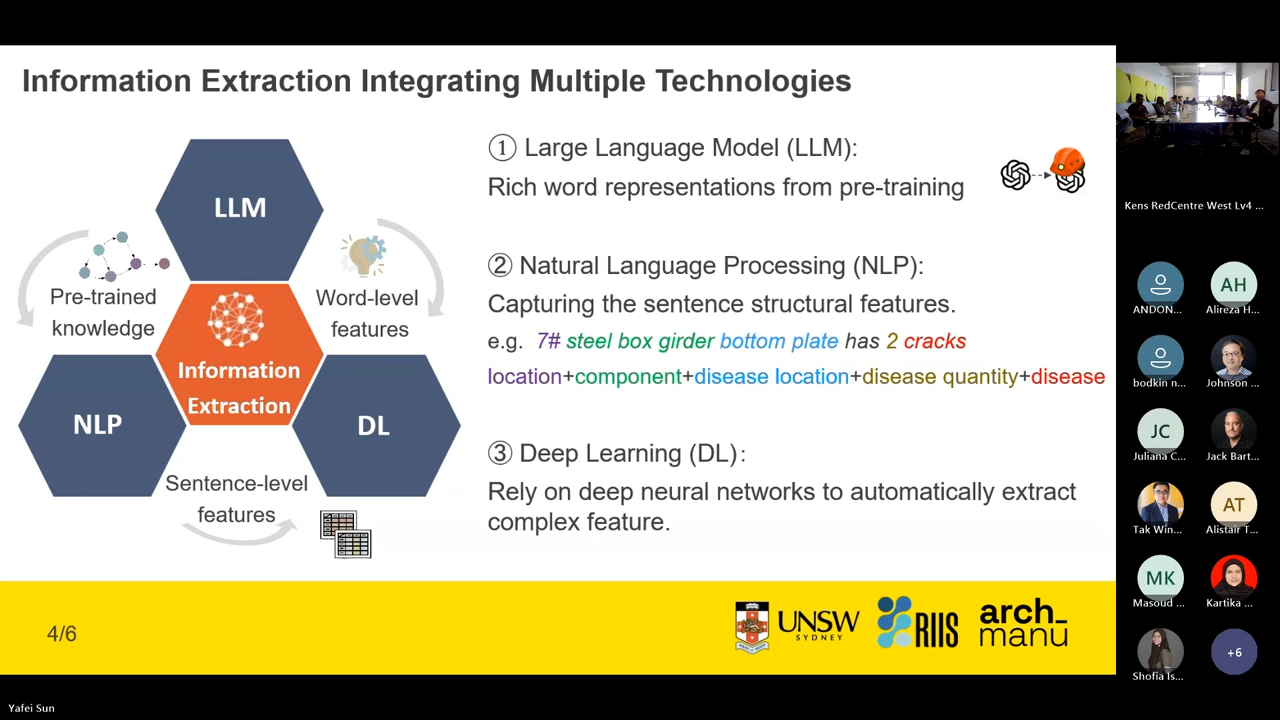 Information Extraction Integrating Multiple Technologies
LLM
Pre-trained
knowledge
Word-level
features
Information
Extraction
NLP
DL
Sentence-level
features
① Large Language Model (LLM):
Rich word representations from pre-training
② Natural Language Processing (NLP):
Capturing the sentence structural features.
e.g. 7# steel box girder bottom plate has 2 cracks
location+component+disease location+disease quantity+disease
③ Deep Learning (DL):
Rely on deep neural networks to automatically extract
complex feature.
4/6
UNSW
SYDNEY
RIIS
arch_
manu
Kens RedCentre West Lv4 ...
ANDON...
AH
Alireza H...
bodkin n...
Johnson ...
JC
Juliana C...
Jack Bart...
Tak Win...
AT
Alistair T...
MK
Masoud ...
Kartika ...
Shofia Is...
+6
Yafei Sun